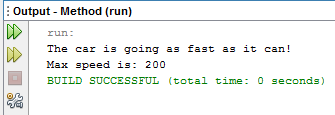 Output - Method (run)
run:
The car is going as fast as it can!
Max speed is: 200
BUILD SUCCESSFUL (total time: 0 seconds)